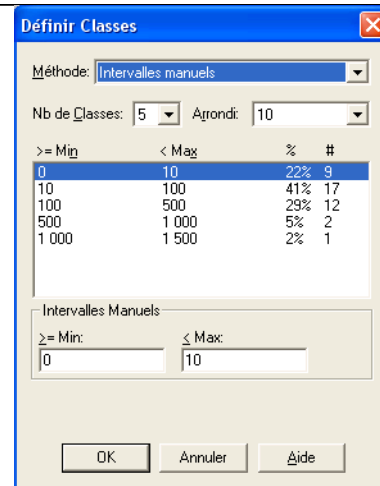 Définir Classes
Méthode: Intervalles manuels
Nb de Classes: 5 Arrondi: 10
>= Min < Max % #
0 10 22% 9
10 100 41% 17
100 500 29% 12
500 1 000 5% 2
1 000 1 500 2% 1
Intervalles Manuels
>= Min: < Max:
0 10
OK Annuler Aide